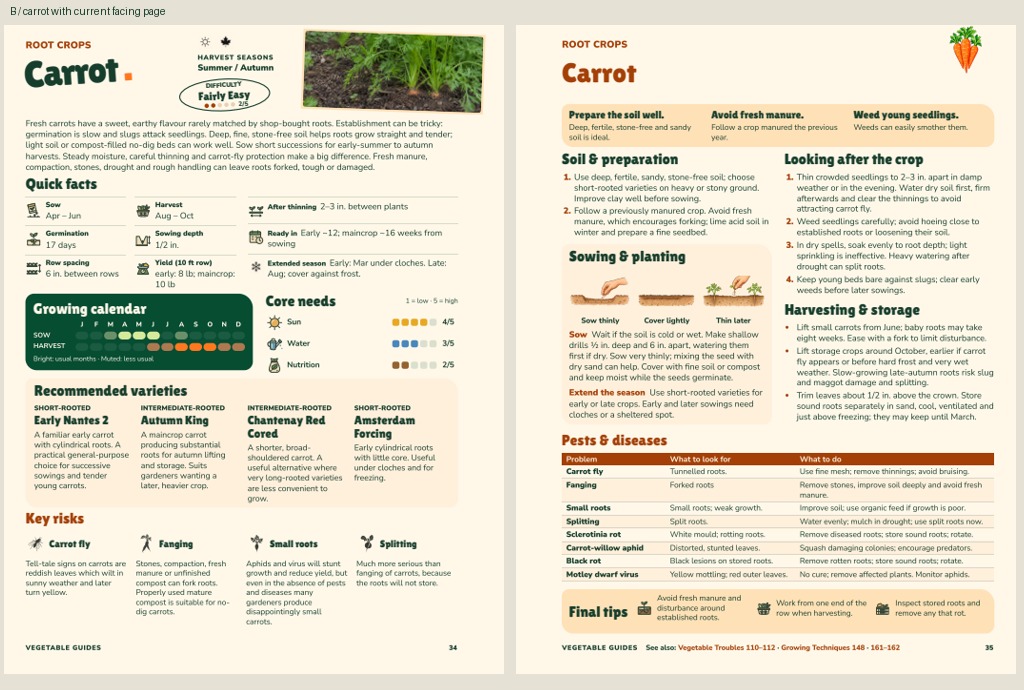 B / carrot with current facing page
ROOT CROPS
Carrot.
HARVEST SEASONS
Summer / Autumn
DIFFICULTY
Fairly Easy
2/5
Fresh carrots have a sweet, earthy flavour rarely matched by shop-bought roots. Establishment can be tricky:
germination is slow and slugs attack seedlings. Deep, fine, stone-free soil helps roots grow straight and tender;
light soil or compost-filled no-dig beds can work well. Sow short successions for early-summer to autumn
harvests. Steady moisture, careful thinning and carrot-fly protection make a big difference. Fresh manure,
compaction, stones, drought and rough handling can leave roots forked, tough or damaged.
Quick facts
Sow
Apr – Jun
Harvest
Aug – Oct
After thinning 2–3 in. between plants
Germination
17 days
Sowing depth
1/2 in.
Ready in Early ~12; maincrop ~16 weeks from
sowing
Row spacing
6 in. between rows
Yield (10 ft row)
early: 8 lb; maincrop:
10 lb
Extended season Early: Mar under cloches. Late:
Aug; cover against frost.
Growing calendar
J F M A M J J A S O N D
SOW
HARVEST
Bright: usual months · Muted: less usual
Core needs
1 = low · 5 = high
Sun 4/5
Water 3/5
Nutrition 2/5
Recommended varieties
SHORT-ROOTED
Early Nantes 2
A familiar early carrot
with cylindrical roots. A
practical general-purpose
choice for successive
sowings and tender
young carrots.
INTERMEDIATE-ROOTED
Autumn King
A maincrop carrot
producing substantial
roots for autumn lifting
and storage. Suits
gardeners wanting a
later, heavier crop.
INTERMEDIATE-ROOTED
Chantenay Red
Cored
A shorter, broad-
shouldered carrot. A
useful alternative where
very long-rooted varieties
are less convenient to
grow.
SHORT-ROOTED
Amsterdam
Forcing
Early cylindrical roots
with little core. Useful
under cloches and for
freezing.
Key risks
Carrot fly
Tell-tale signs on carrots are
reddish leaves which wilt in
sunny weather and later
turn yellow.
Fanging
Stones, compaction, fresh
manure or unfinished
compost can fork roots.
Properly used mature
compost is suitable for no-
dig carrots.
Small roots
Aphids and virus will stunt
growth and reduce yield, but
even in the absence of pests
and diseases many
gardens produce
disappointingly small
carrots.
Splitting
Much more serious than
fanging of carrots, because
the roots will not store.
VEGETABLE GUIDES
34
ROOT CROPS
Carrot
Prepare the soil well.
Deep, fertile, stone-free and sandy
soil is ideal.
Avoid fresh manure.
Follow a crop manured the previous
year.
Weed young seedlings.
Weeds can easily smother them.
Soil & preparation
1. Use deep, fertile, sandy, stone-free soil; choose
short-rooted varieties on heavy or stony ground.
Improve clay well before sowing.
2. Follow a previously manured crop. Avoid fresh
manure, which encourages forking; lime acid soil in
winter and prepare a fine seedbed.
Sowing & planting
Sow thinly
Cover lightly
Thin later
Sow Wait if the soil is cold or wet. Make shallow
drills ½ in. deep and 6 in. apart, watering them
first if dry. Sow very thinly; mixing the seed with
dry sand can help. Cover with fine soil or compost
and keep moist while the seeds germinate.
Extend the season Use short-rooted varieties for
early or late crops. Early and later sowings need
cloches or a sheltered spot.
Looking after the crop
1. Thin crowded seedlings to 2–3 in. apart in damp
weather or in the evening. Water dry soil first, firm
afterwards and clear the thinnings to avoid
attracting carrot fly.
2. Weed seedlings carefully; avoid hoeing close to
established roots or loosening their soil.
3. In dry spells, soak evenly to root depth; light
sprinkling is ineffective. Heavy watering after
drought can split roots.
4. Keep young beds bare against slugs; clear early
weeds before later sowings.
Harvesting & storage
• Lift small carrots from June; baby roots may take
eight weeks. Ease with a fork to limit disturbance.
• Lift storage crops around October, earlier if carrot
fly appears or before hard frost and very wet
weather. Slow-growing late-autumn roots risk slug
and maggot damage and splitting.
• Trim leaves about 1/2 in. above the crown. Store
sound roots separately in sand, cool, ventilated and
just above freezing; they may keep until March.
Pests & diseases
Problem What to look for What to do
Carrot fly Tunnelled roots. Use fine mesh; remove thinnings; avoid bruising.
Fanging Forked roots Remove stones, improve soil deeply and avoid fresh
manure.
Small roots Small roots; weak growth. Improve soil; use organic feed if growth is poor.
Splitting Split roots. Water evenly; mulch in drought; use split roots now.
Sclerotinia rot White mould; rotting roots. Remove diseased roots; store sound roots; rotate.
Carrot-willow aphid Distorted, stunted leaves. Squash damaging colonies; encourage predators.
Black rot Black lesions on stored roots. Remove rotten roots; store sound roots; rotate.
Motley dwarf virus Yellow mottling; red outer leaves. No cure; remove affected plants. Monitor aphids.
Final tips
Avoid fresh manure and
disturbance around
established roots.
Work from one end of the
row when harvesting.
Inspect stored roots and
remove any that rot.
VEGETABLE GUIDES See also: Vegetable Troubles 110–112 · Growing Techniques 148 · 161–162
35